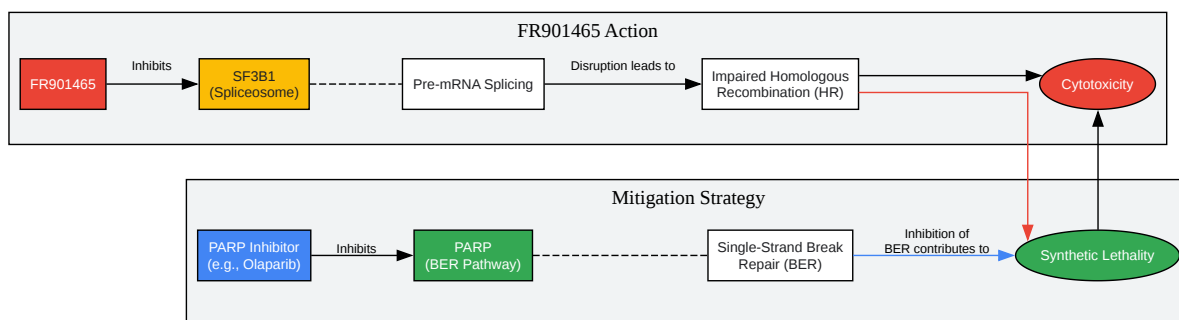 FR901465 Action
FR901465
Inhibits
SF3B1
(Spliceosome)
Pre-mRNA Splicing
Disruption leads to
Impaired Homologous
Recombination (HR)
Cytotoxicity
Mitigation Strategy
PARP Inhibitor
(e.g., Olaparib)
Inhibits
PARP
(BER Pathway)
Single-Strand Break
Repair (BER)
Inhibition of
BER contributes to
Synthetic Lethality